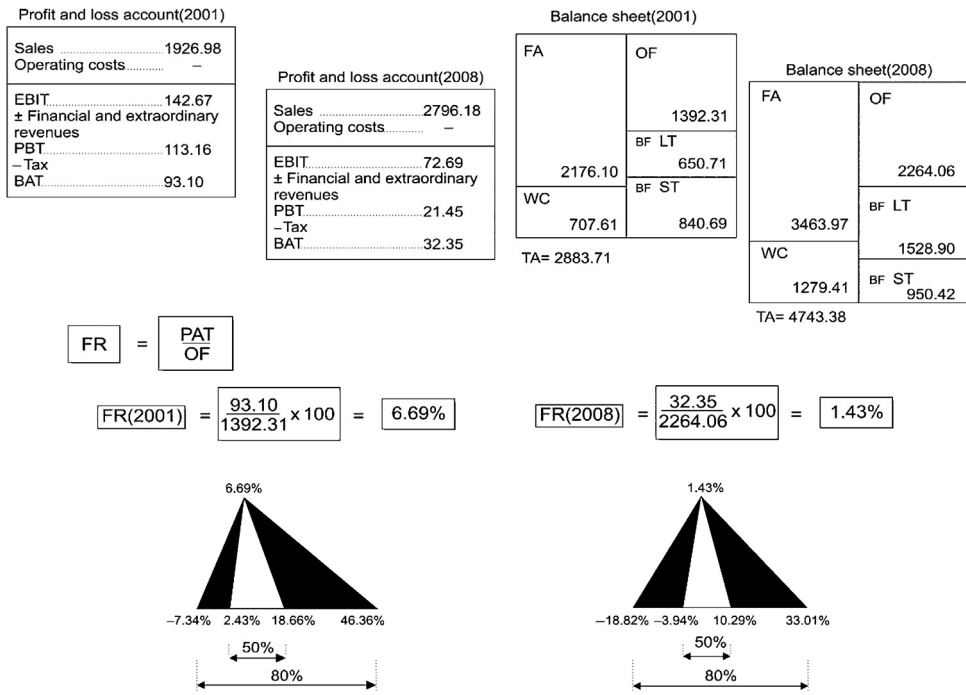 Profit and loss account(2001)
Sales 1926.98
Operating costs –
EBIT 142.67
± Financial and extraordinary
revenues
PBT 113.16
–Tax
BAT 93.10
Profit and loss account(2008)
Sales 2796.18
Operating costs –
EBIT 72.69
± Financial and extraordinary
revenues
PBT 21.45
–Tax
BAT 32.35
Balance sheet(2001)
FA
2176.10
WC
707.61
OF
1392.31
BF LT
650.71
BF ST
840.69
TA= 2883.71
Balance sheet(2008)
FA
3463.97
WC
1279.41
OF
2264.06
BF LT
1528.90
BF ST
950.42
TA= 4743.38
FR = PAT
OF
FR(2001) = 93.10
1392.31 x 100 = 6.69%
FR(2008) = 32.35
2264.06 x 100 = 1.43%
6.69%
–7.34% 2.43% 18.66% 46.36%
50%
80%
1.43%
–18.82% –3.94% 10.29% 33.01%
50%
80%